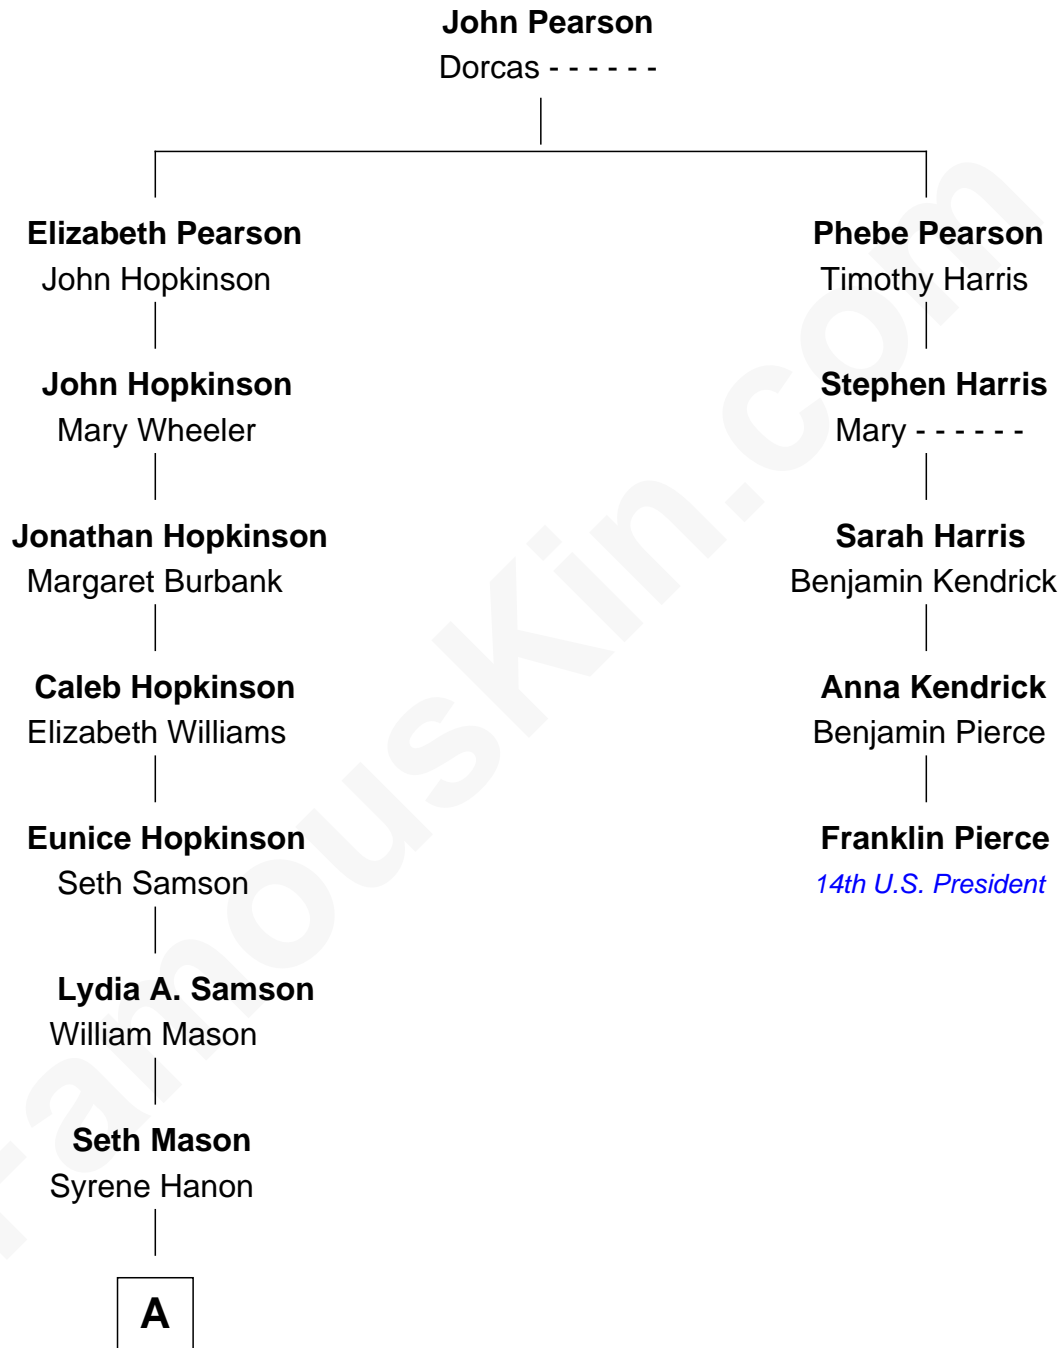 John Pearson
Dorcas - - - - - -
Elizabeth Pearson
John Hopkinson
Phebe Pearson
Timothy Harris
John Hopkinson
Mary Wheeler
Stephen Harris
Mary - - - - - -
Jonathan Hopkinson
Margaret Burbank
Sarah Harris
Benjamin Kendrick
Caleb Hopkinson
Elizabeth Williams
Anna Kendrick
Benjamin Pierce
Eunice Hopkinson
Seth Samson
Franklin Pierce
14th U.S. President
Lydia A. Samson
William Mason
Seth Mason
Syrene Hanon
A
FamousKin.com